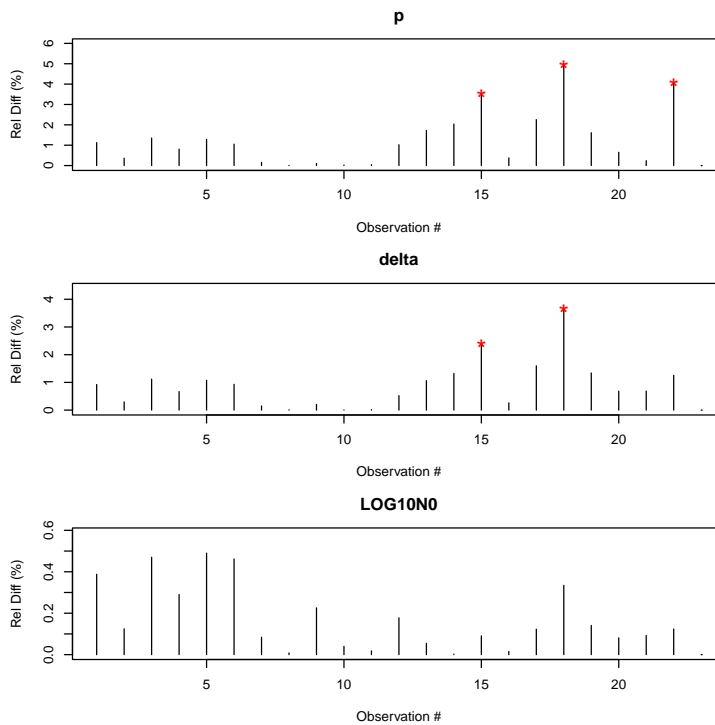 p
Rel Diff (%)
0 1 2 3 4 5 6
5 10 15 20
Observation #
delta
Rel Diff (%)
0 1 2 3 4
5 10 15 20
Observation #
LOG10N0
Rel Diff (%)
0.0 0.2 0.4 0.6
5 10 15 20
Observation #